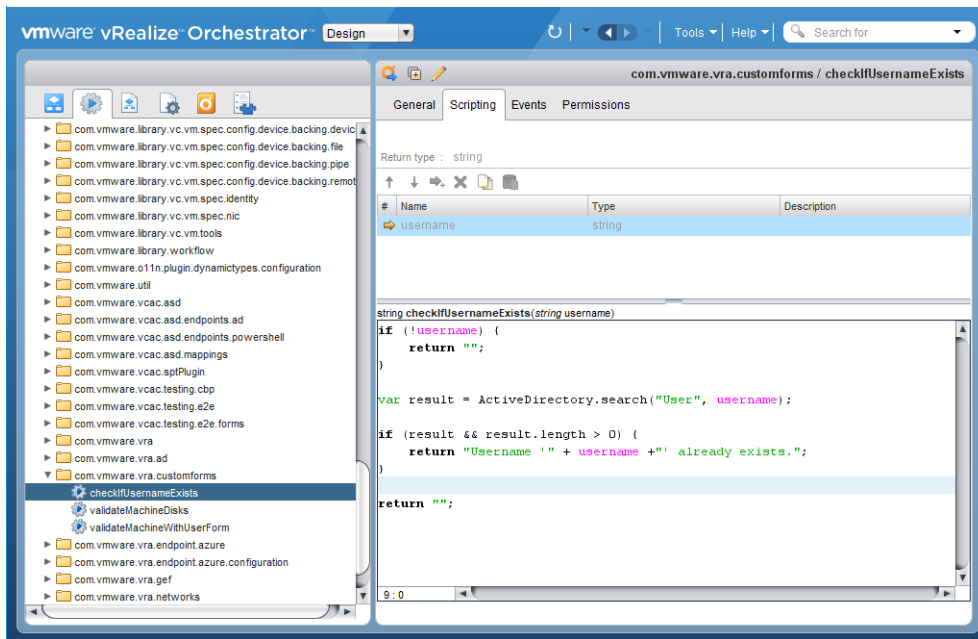 vmware vRealize™ Orchestrator™ Design
Tools Help Search for
com.vmware.library.vc.vm.spec.config.device.backing.devic
com.vmware.library.vc.vm.spec.config.device.backing.file
com.vmware.library.vc.vm.spec.config.device.backing.pipe
com.vmware.library.vc.vm.spec.config.device.backing.remot
com.vmware.library.vc.vm.spec.identity
com.vmware.library.vc.vm.spec.nic
com.vmware.library.vc.vm.tools
com.vmware.library.workflow
com.vmware.o11n.plugin.dynamictypes.configuration
com.vmware.util
com.vmware.vcac.asd
com.vmware.vcac.asd.endpoints.ad
com.vmware.vcac.asd.endpoints.powershell
com.vmware.vcac.asd.mappings
com.vmware.vcac.sptPlugin
com.vmware.vcac.testing.cbp
com.vmware.vcac.testing.e2e
com.vmware.vcac.testing.e2e.forms
com.vmware.vra
com.vmware.vra.ad
com.vmware.vra.customforms
checkIfUsernameExists
validateMachineDisks
validateMachineWithUserForm
com.vmware.vra.endpoint.azure
com.vmware.vra.endpoint.azure.configuration
com.vmware.vra.gef
com.vmware.vra.networks
com.vmware.vra.customforms / checkIfUsernameExists
General Scripting Events Permissions
Return type : string
# Name Type Description
username string
string checkIfUsernameExists(string username)
if (!username) {
return "";
}
var result = ActiveDirectory.search("User", username);
if (result && result.length > 0) {
return "Username '" + username +"' already exists.";
}
return "";
9 : 0